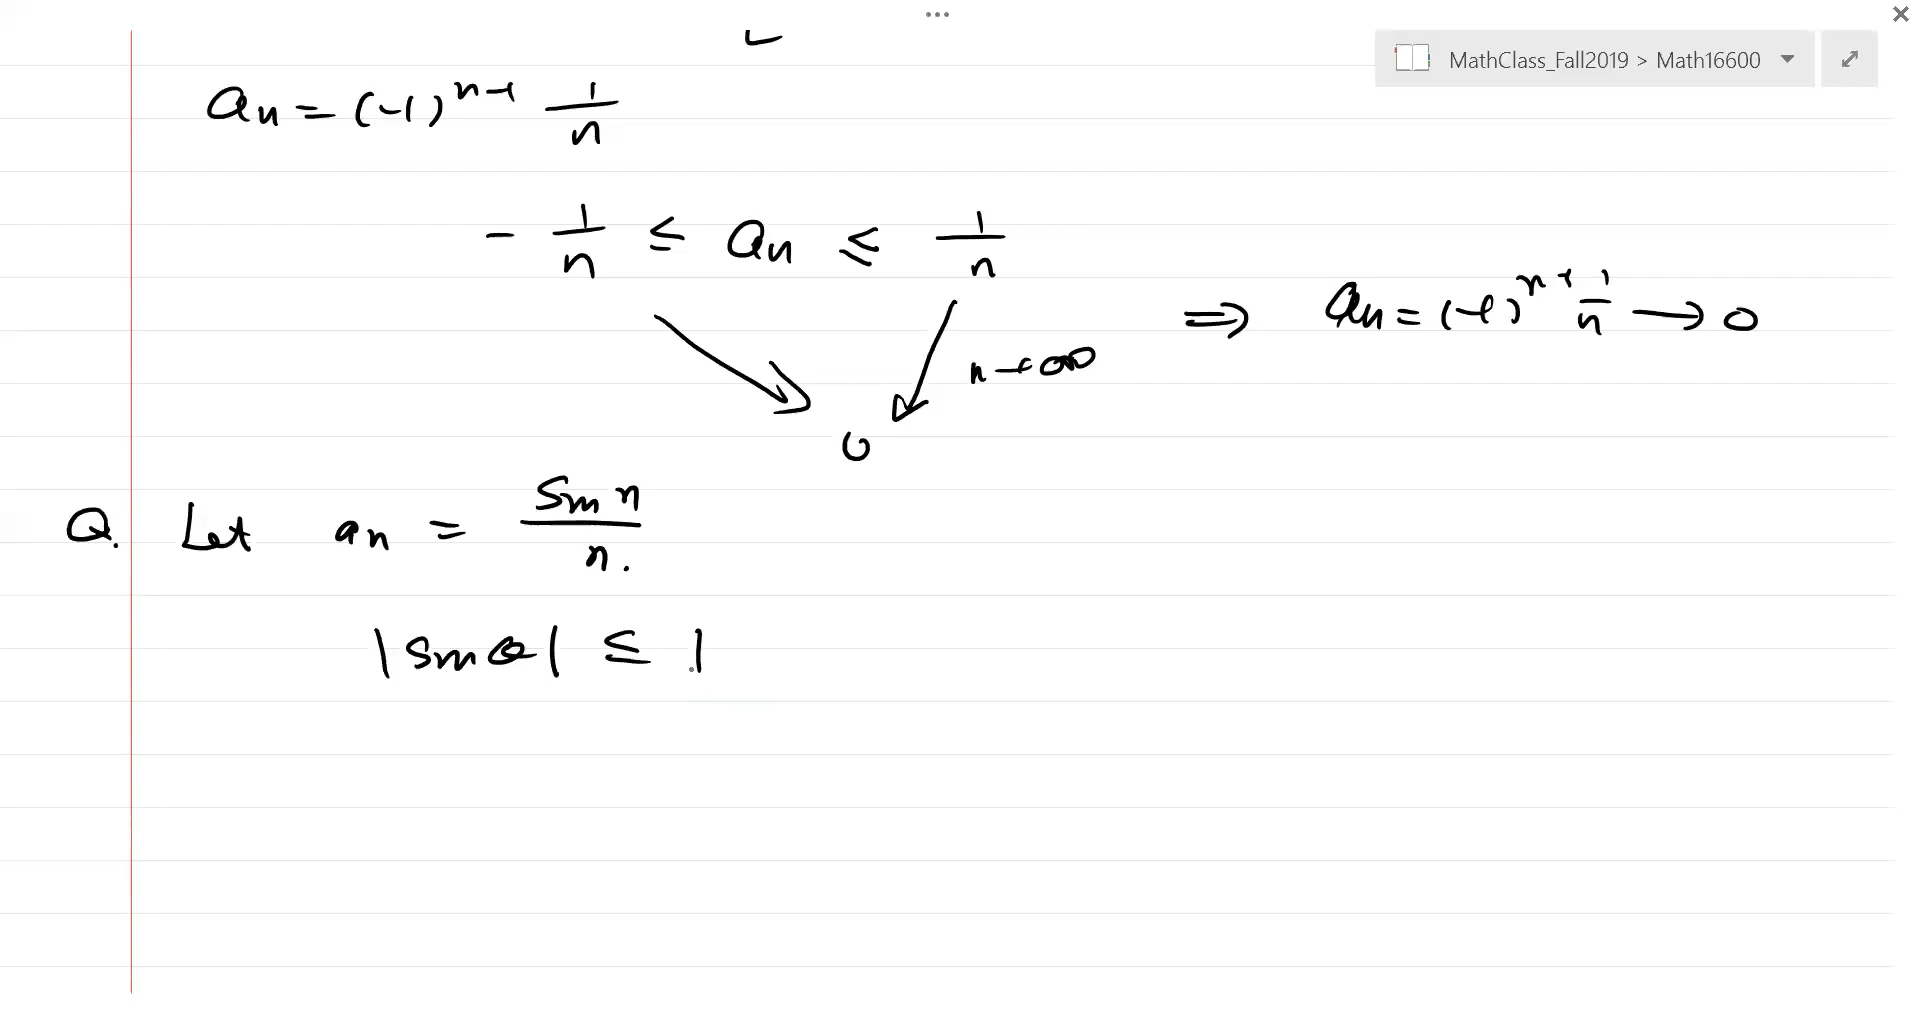 MathClass_Fall2019 > Math16600
an = (-1)^{n-1} 1/n
- 1/n ≤ an ≤ 1/n
⇒ an = (-1)^{n-1} 1/n → 0
n → ∞
0
Q. Let an = Sin n / n.
|Sin θ| ≤ 1